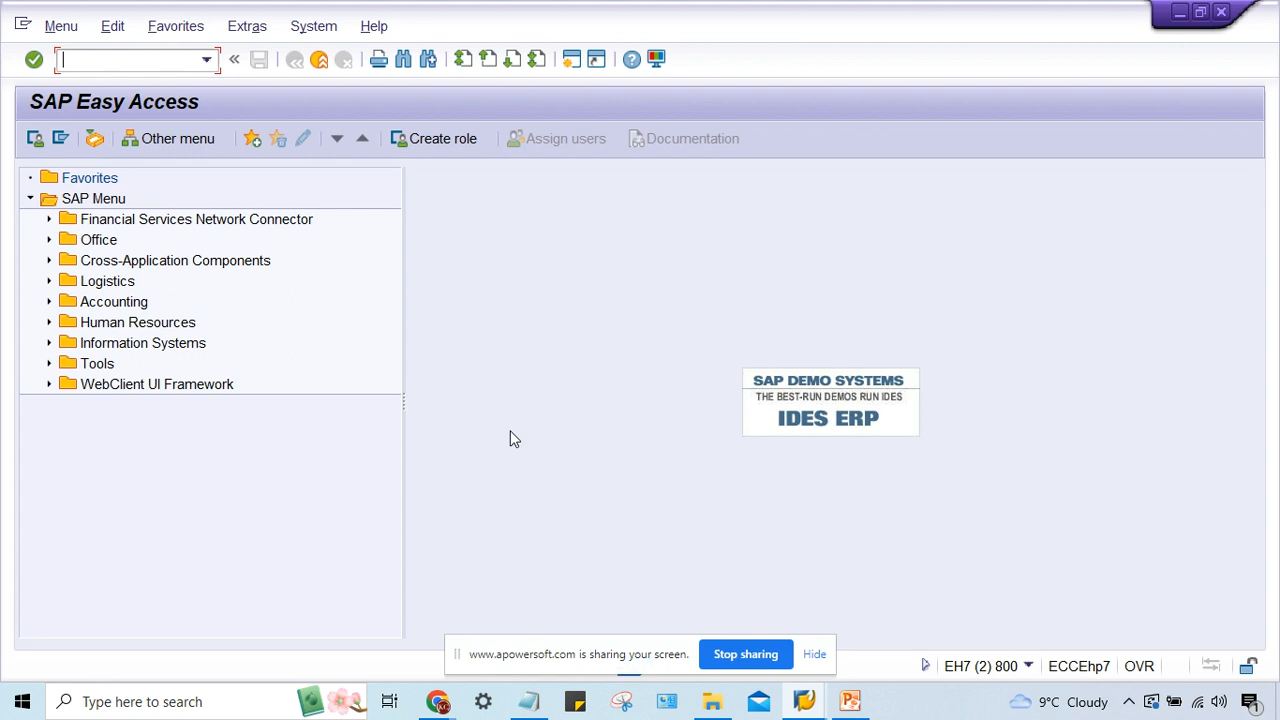 Menu Edit Favorites Extras System Help
SAP Easy Access
Other menu Create role Assign users Documentation
Favorites
SAP Menu
Financial Services Network Connector
Office
Cross-Application Components
Logistics
Accounting
Human Resources
Information Systems
Tools
WebClient UI Framework
SAP DEMO SYSTEMS
THE BEST-RUN DEMOS RUN IDES
IDES ERP
www.apowersoft.com is sharing your screen. Stop sharing Hide
EH7 (2) 800 ECCEhp7 OVR
Type here to search 9°C Cloudy 1